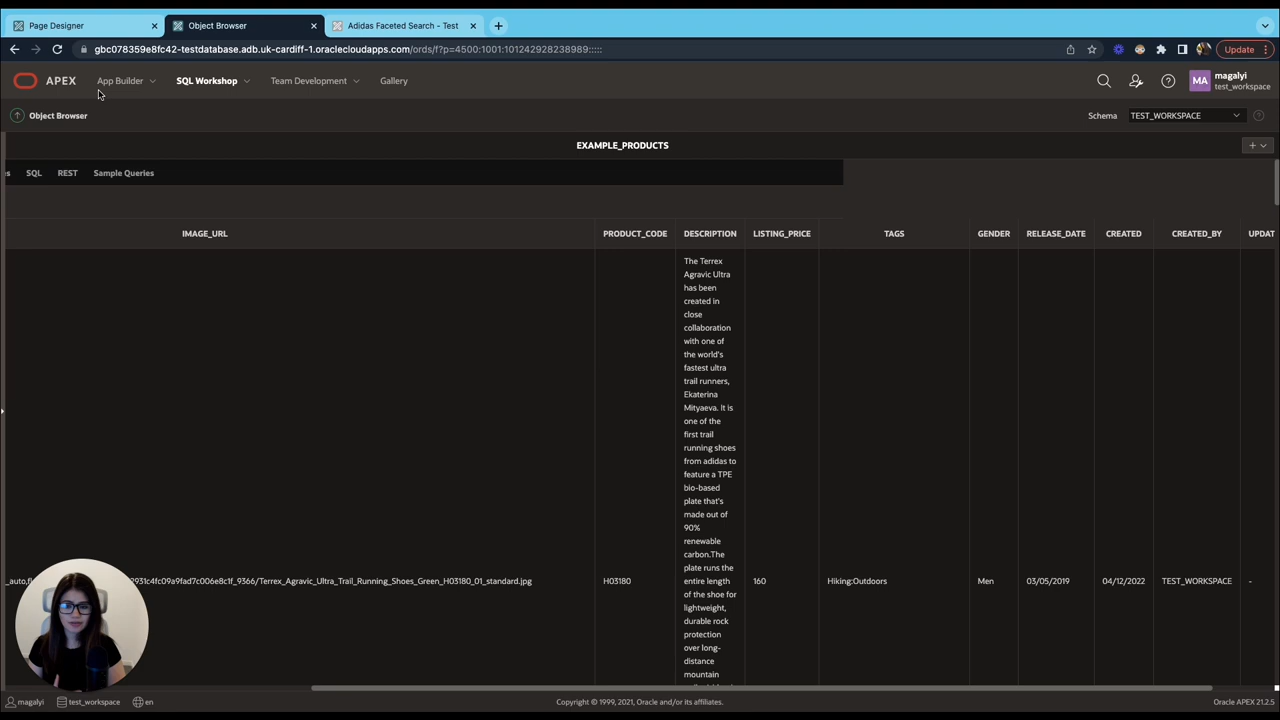 Page Designer
Object Browser
Adidas Faceted Search - Test
gbc078359e8fc42-testdatabase.adb.uk-cardiff-1.oraclecloudapps.com/ords/f?p=4500:1001:101242928238989:::::
Update
APEX
App Builder
SQL Workshop
Team Development
Gallery
MA
magalyi
test_workspace
Object Browser
Schema
TEST_WORKSPACE
EXAMPLE_PRODUCTS
es
SQL
REST
Sample Queries
IMAGE_URL
PRODUCT_CODE
DESCRIPTION
LISTING_PRICE
TAGS
GENDER
RELEASE_DATE
CREATED
CREATED_BY
UPDAT
The Terrex
Agravic Ultra
has been
created in
close
collaboration
with one of
the world's
fastest ultra
trail runners,
Ekaterina
Mityaeva. It is
one of the
first trail
running shoes
from adidas to
feature a TPE
bio-based
plate that's
made out of
90%
renewable
carbon.The
plate runs the
entire length
of the shoe for
lightweight,
durable rock
protection
over long-
distance
mountain
2931c4fc09a9fad7c006e8c1f_9366/Terrex_Agravic_Ultra_Trail_Running_Shoes_Green_H03180_01_standard.jpg
H03180
160
Hiking:Outdoors
Men
03/05/2019
04/12/2022
TEST_WORKSPACE
-
magalyi
test_workspace
en
Copyright © 1999, 2021, Oracle and/or its affiliates.
Oracle APEX 21.2.5